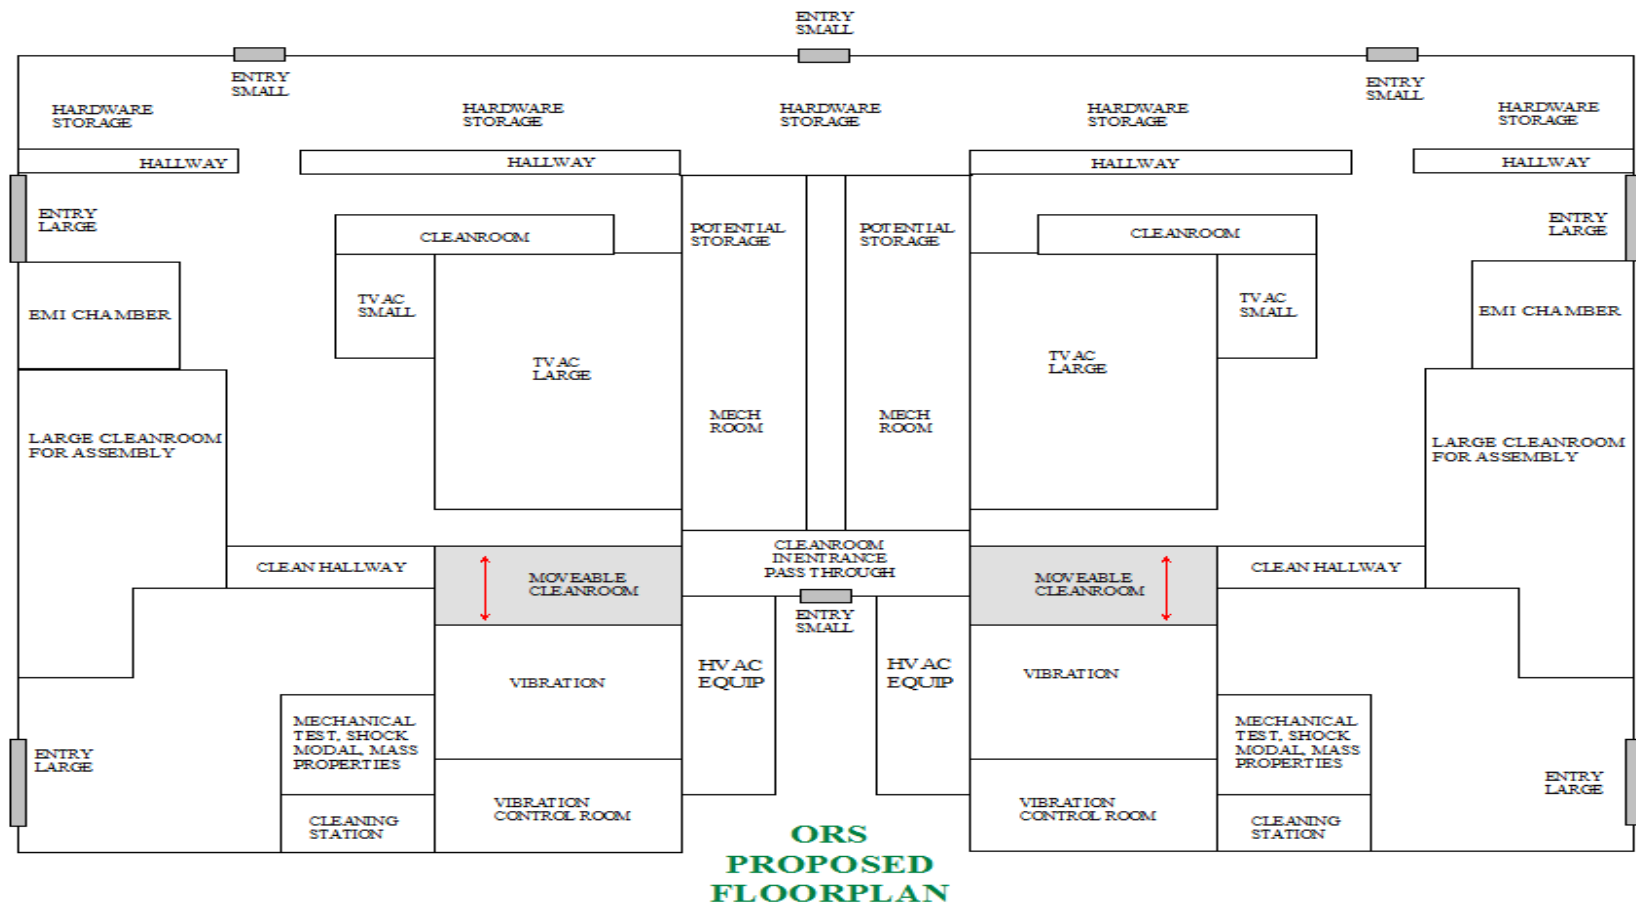 ENTRY
SMALL
ENTRY
SMALL
ENTRY
SMALL
HARDWARE
STORAGE
HARDWARE
STORAGE
HARDWARE
STORAGE
HARDWARE
STORAGE
HARDWARE
STORAGE
HALLWAY
HALLWAY
HALLWAY
HALLWAY
ENTRY
LARGE
CLEANROOM
POTENTIAL
STORAGE
POTENTIAL
STORAGE
CLEANROOM
ENTRY
LARGE
EMI CHAMBER
TVAC
SMALL
TVAC
LARGE
TVAC
LARGE
TVAC
SMALL
EMI CHAMBER
LARGE CLEANROOM
FOR ASSEMBLY
MECH
ROOM
MECH
ROOM
LARGE CLEANROOM
FOR ASSEMBLY
CLEAN HALLWAY
MOVEABLE
CLEANROOM
CLEANROOM
IN ENTRANCE
PASS THROUGH
MOVEABLE
CLEANROOM
CLEAN HALLWAY
ENTRY
SMALL
VIBRATION
HVAC
EQUIP
HVAC
EQUIP
VIBRATION
ENTRY
LARGE
MECHANICAL
TEST, SHOCK
MODAL, MASS
PROPERTIES
MECHANICAL
TEST, SHOCK
MODAL, MASS
PROPERTIES
ENTRY
LARGE
CLEANING
STATION
VIBRATION
CONTROL ROOM
VIBRATION
CONTROL ROOM
CLEANING
STATION
ORS
PROPOSED
FLOORPLAN